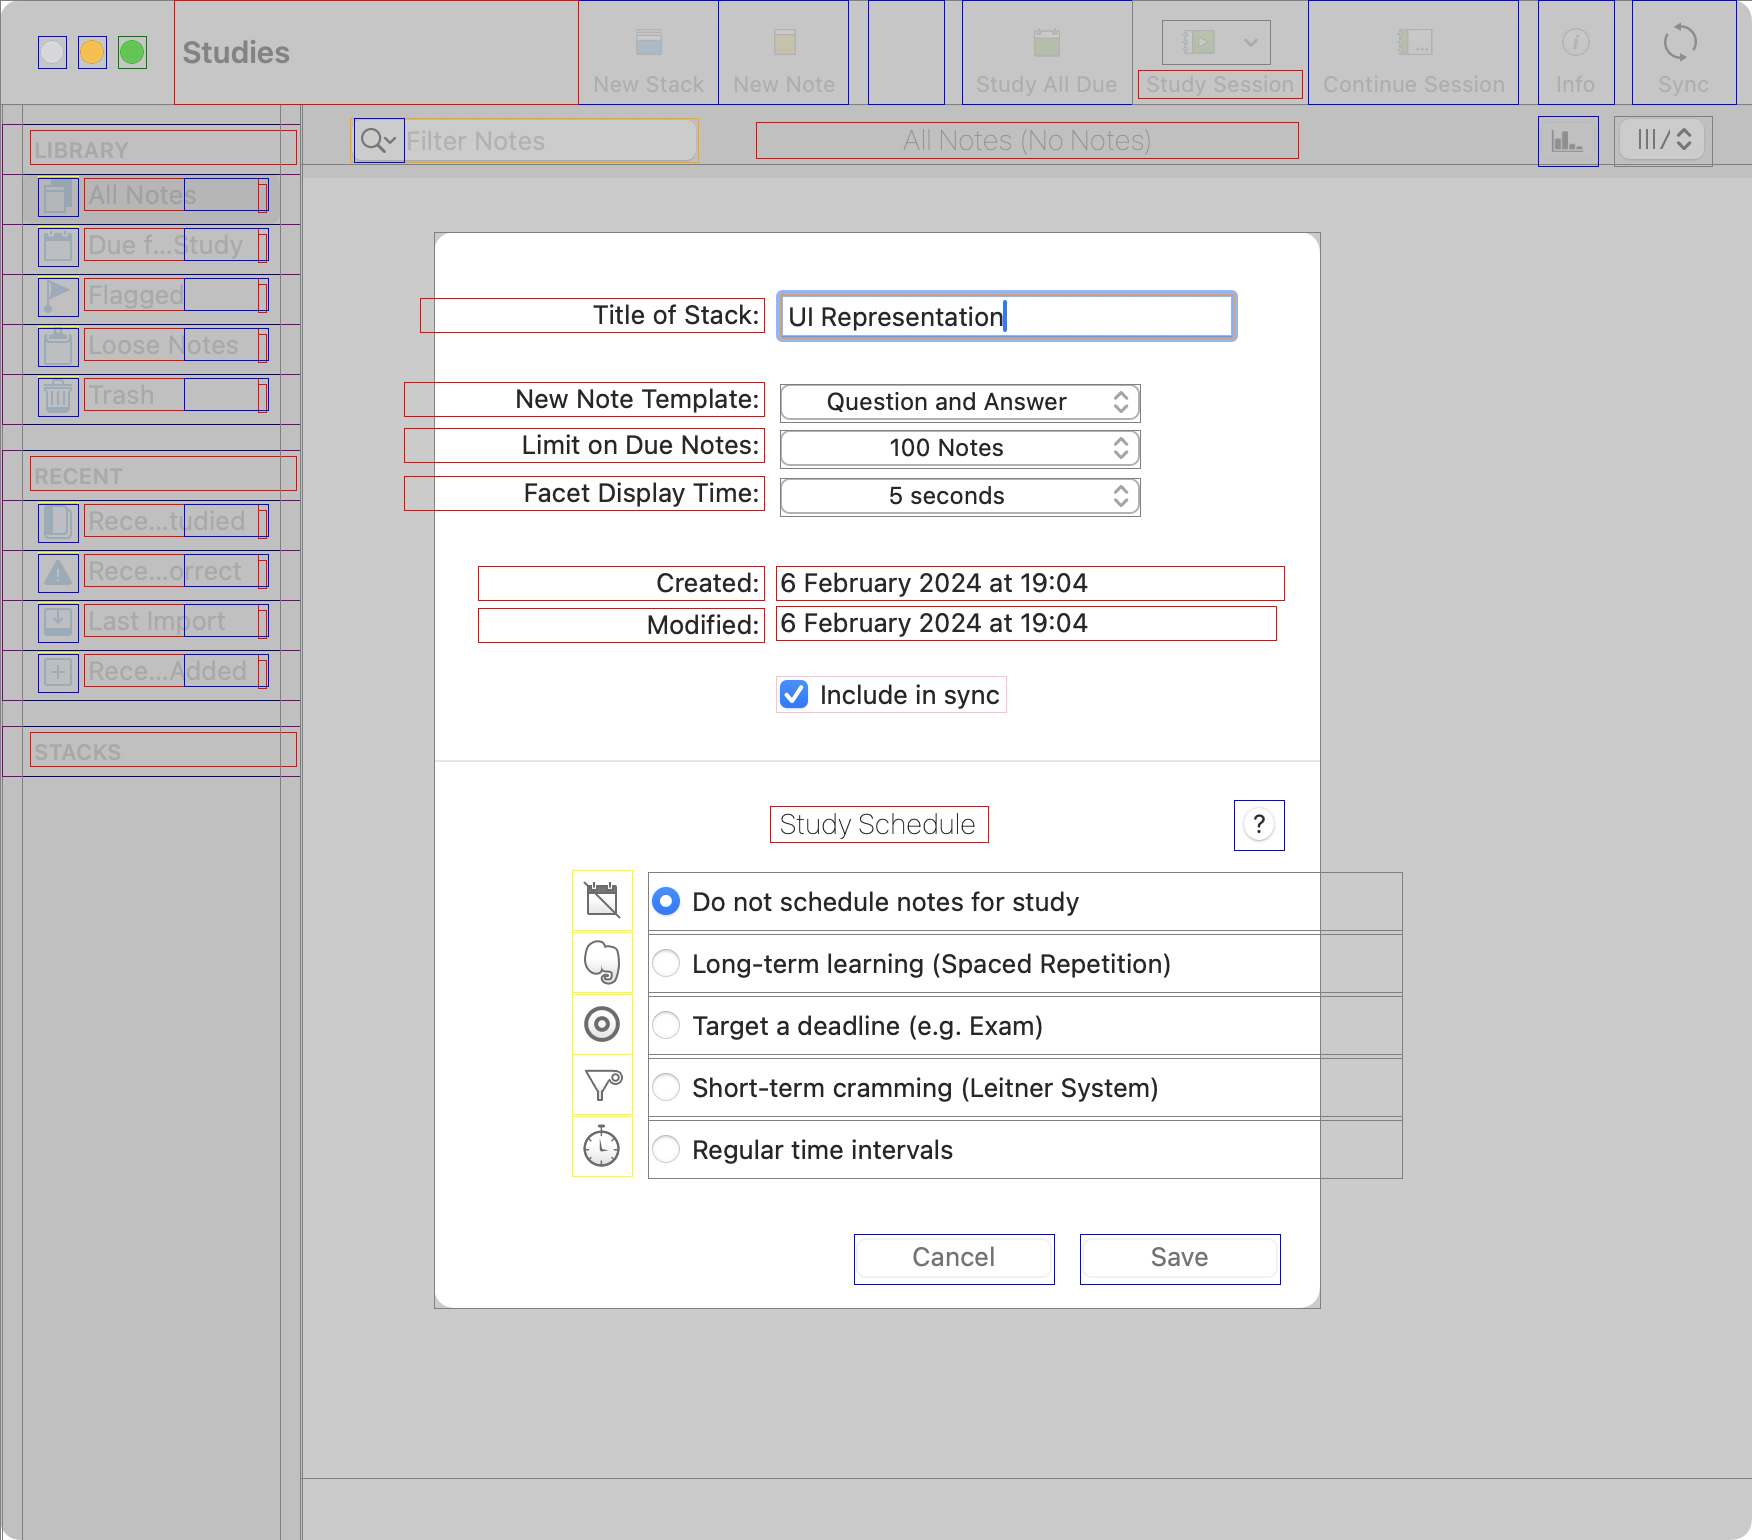 Studies
New Stack
New Note
Study All Due
Study Session
Continue Session
Info
Sync
Filter Notes
All Notes (No Notes)
LIBRARY
All Notes
Due f...Study
Flagged
Loose Notes
Trash
RECENT
Rece...tudied
Rece...orrect
Last Import
Rece...Added
STACKS
Title of Stack: UI Representation
New Note Template: Question and Answer
Limit on Due Notes: 100 Notes
Facet Display Time: 5 seconds
Created: 6 February 2024 at 19:04
Modified: 6 February 2024 at 19:04
Include in sync
Study Schedule
?
Do not schedule notes for study
Long-term learning (Spaced Repetition)
Target a deadline (e.g. Exam)
Short-term cramming (Leitner System)
Regular time intervals
Cancel
Save